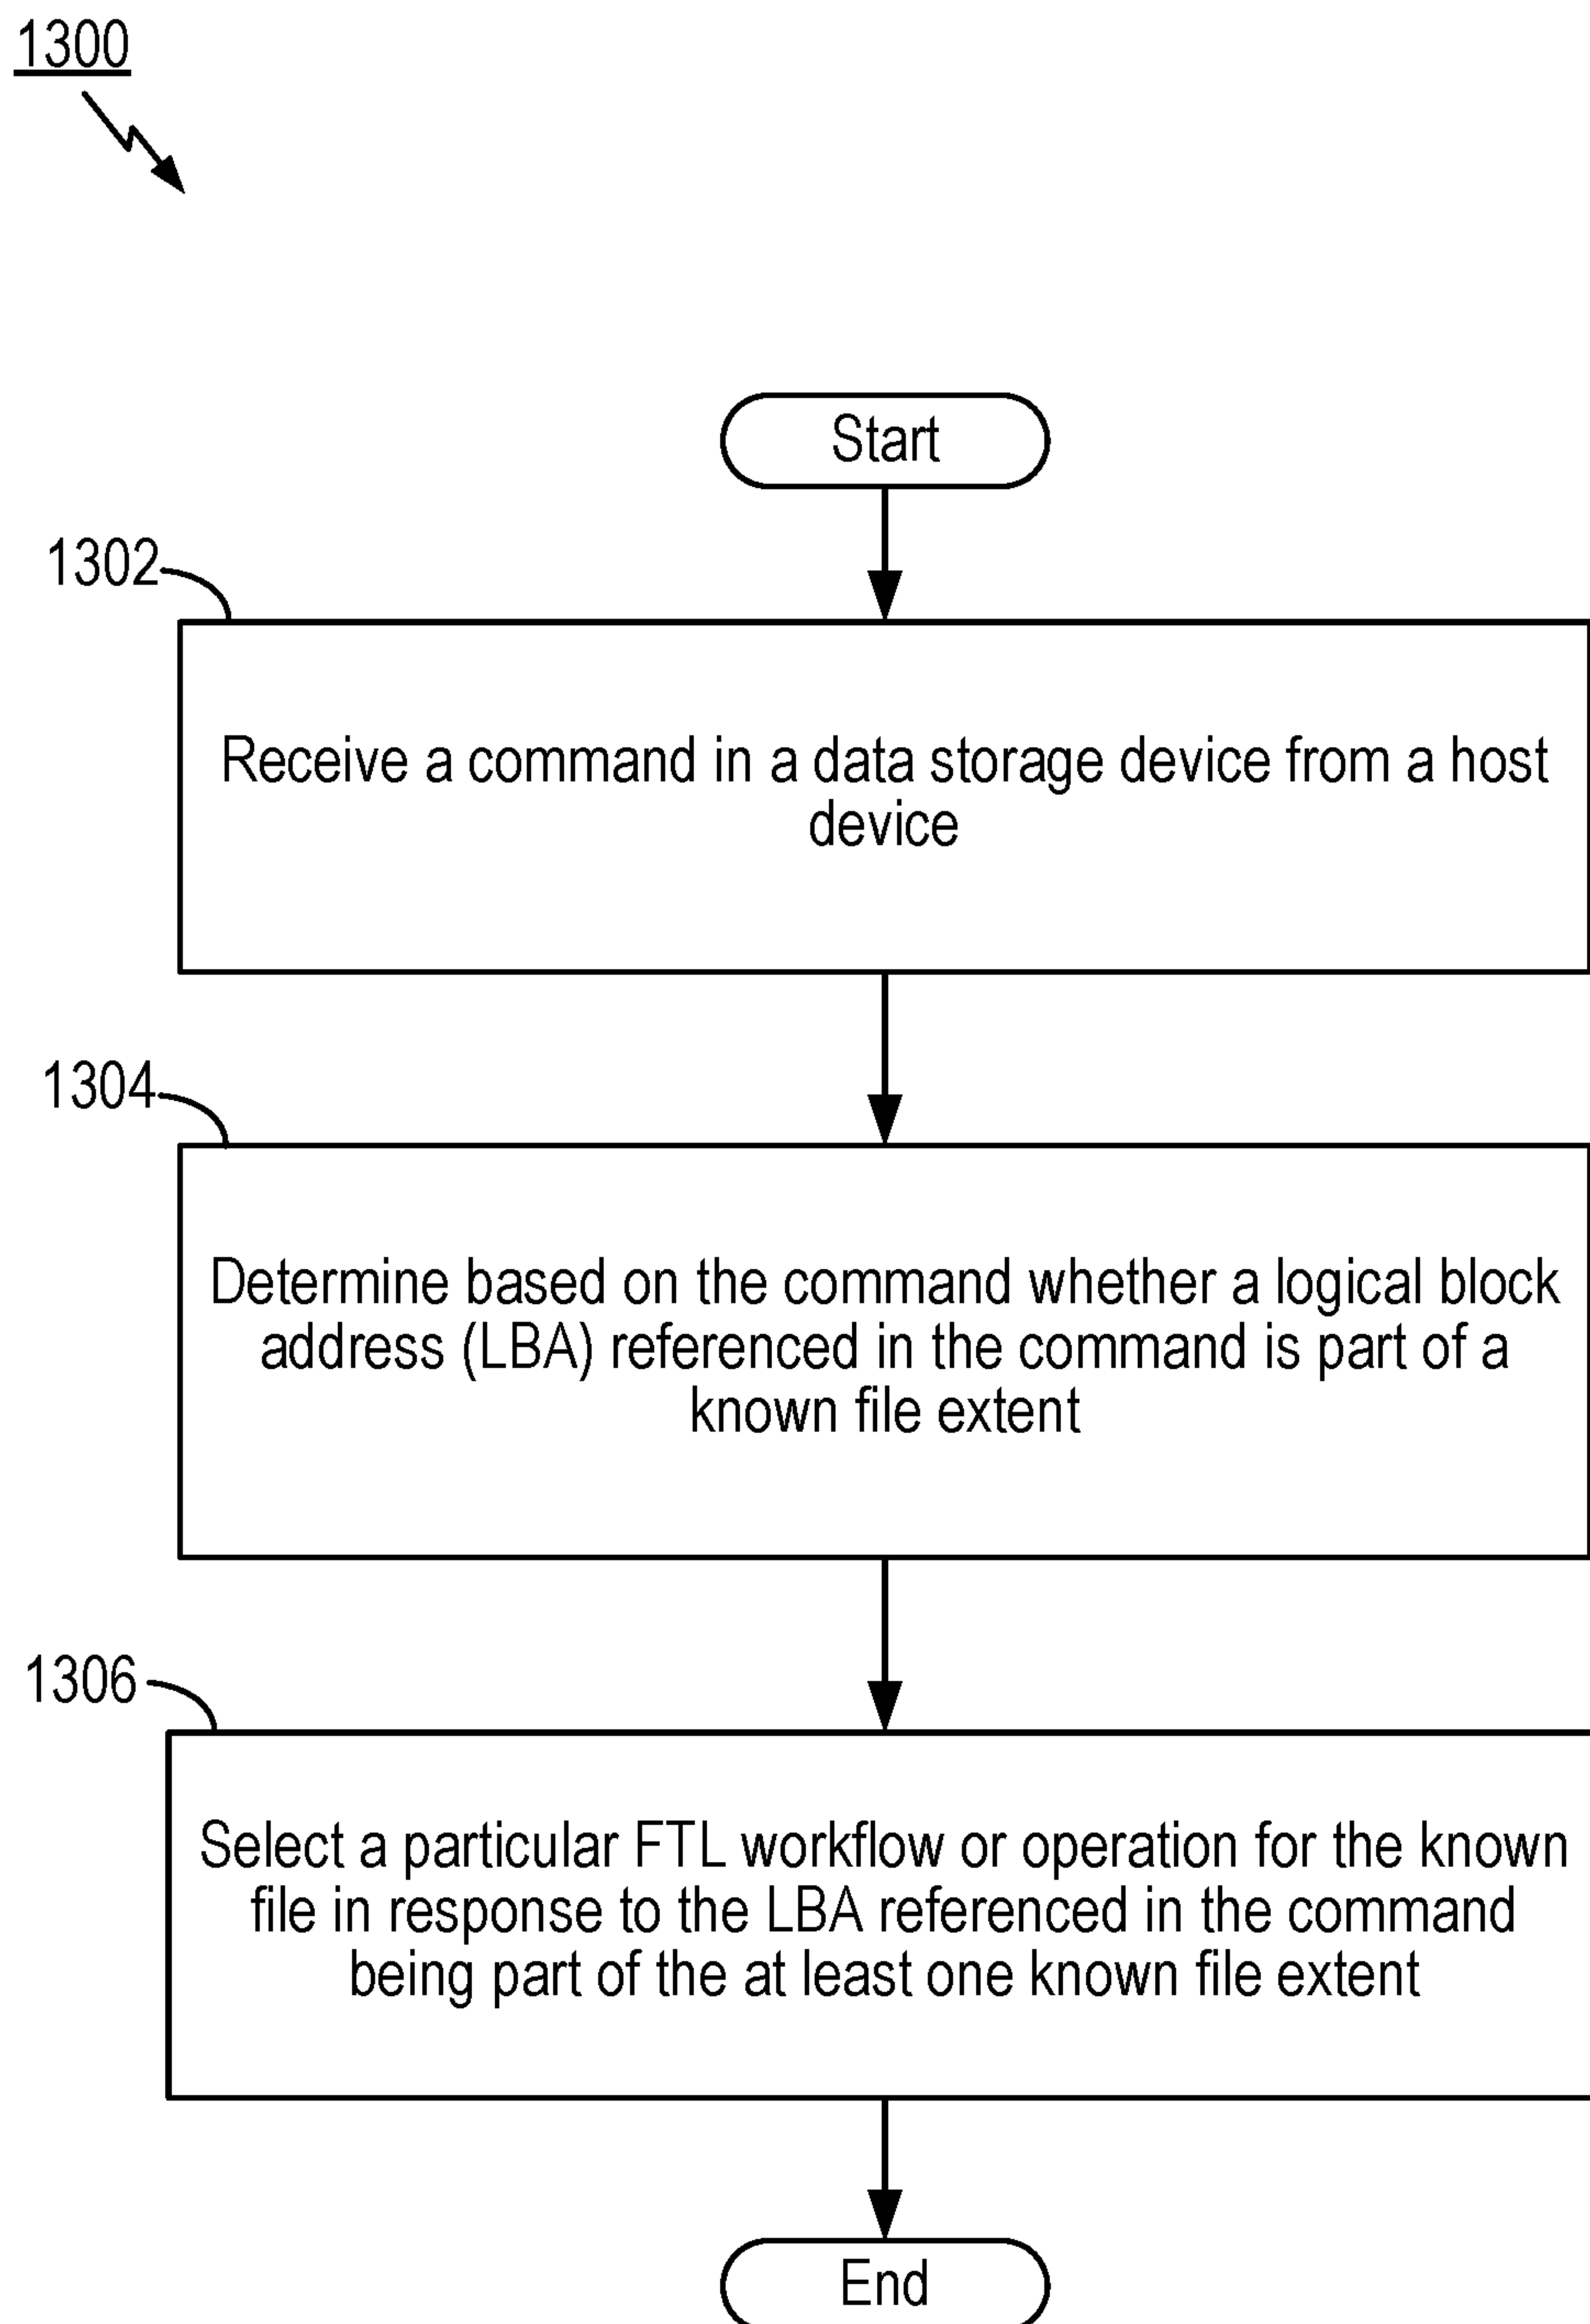 1300
Start
1302
Receive a command in a data storage device from a host
device
1304
Determine based on the command whether a logical block
address (LBA) referenced in the command is part of a
known file extent
1306
Select a particular FTL workflow or operation for the known
file in response to the LBA referenced in the command
being part of the at least one known file extent
End